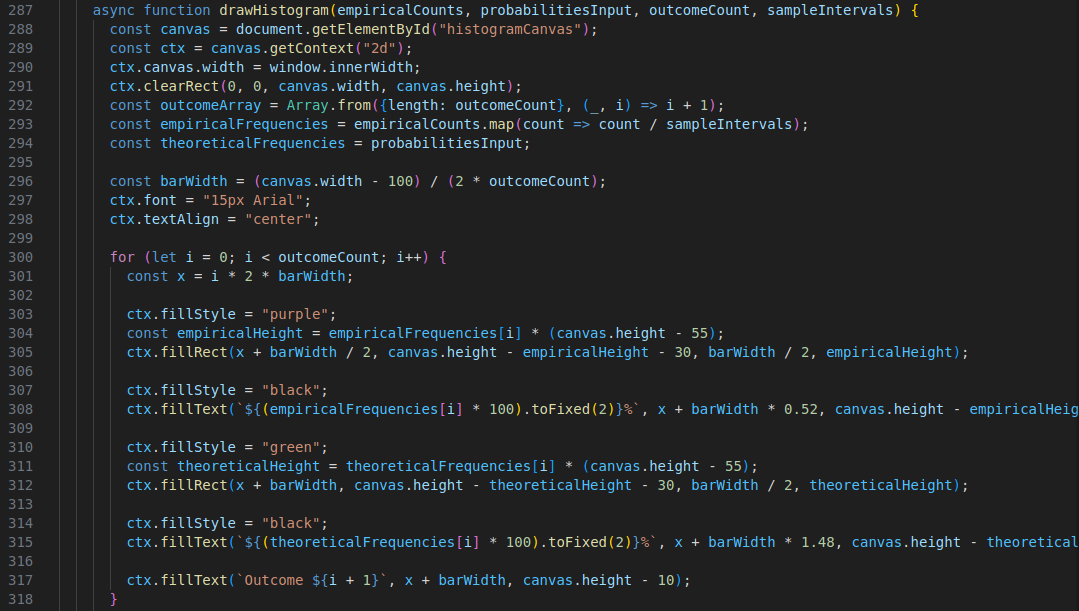 287 async function drawHistogram(empiricalCounts, probabilitiesInput, outcomeCount, sampleIntervals) {
288 const canvas = document.getElementById("histogramCanvas");
289 const ctx = canvas.getContext("2d");
290 ctx.canvas.width = window.innerWidth;
291 ctx.clearRect(0, 0, canvas.width, canvas.height);
292 const outcomeArray = Array.from({length: outcomeCount}, (_, i) => i + 1);
293 const empiricalFrequencies = empiricalCounts.map(count => count / sampleIntervals);
294 const theoreticalFrequencies = probabilitiesInput;
295
296 const barWidth = (canvas.width - 100) / (2 * outcomeCount);
297 ctx.font = "15px Arial";
298 ctx.textAlign = "center";
299
300 for (let i = 0; i < outcomeCount; i++) {
301 const x = i * 2 * barWidth;
302
303 ctx.fillStyle = "purple";
304 const empiricalHeight = empiricalFrequencies[i] * (canvas.height - 55);
305 ctx.fillRect(x + barWidth / 2, canvas.height - empiricalHeight - 30, barWidth / 2, empiricalHeight);
306
307 ctx.fillStyle = "black";
308 ctx.fillText(`${(empiricalFrequencies[i] * 100).toFixed(2)}%`, x + barWidth * 0.52, canvas.height - empiricalHeig
309
310 ctx.fillStyle = "green";
311 const theoreticalHeight = theoreticalFrequencies[i] * (canvas.height - 55);
312 ctx.fillRect(x + barWidth, canvas.height - theoreticalHeight - 30, barWidth / 2, theoreticalHeight);
313
314 ctx.fillStyle = "black";
315 ctx.fillText(`${(theoreticalFrequencies[i] * 100).toFixed(2)}%`, x + barWidth * 1.48, canvas.height - theoretical
316
317 ctx.fillText(`Outcome ${i + 1}`, x + barWidth, canvas.height - 10);
318 }